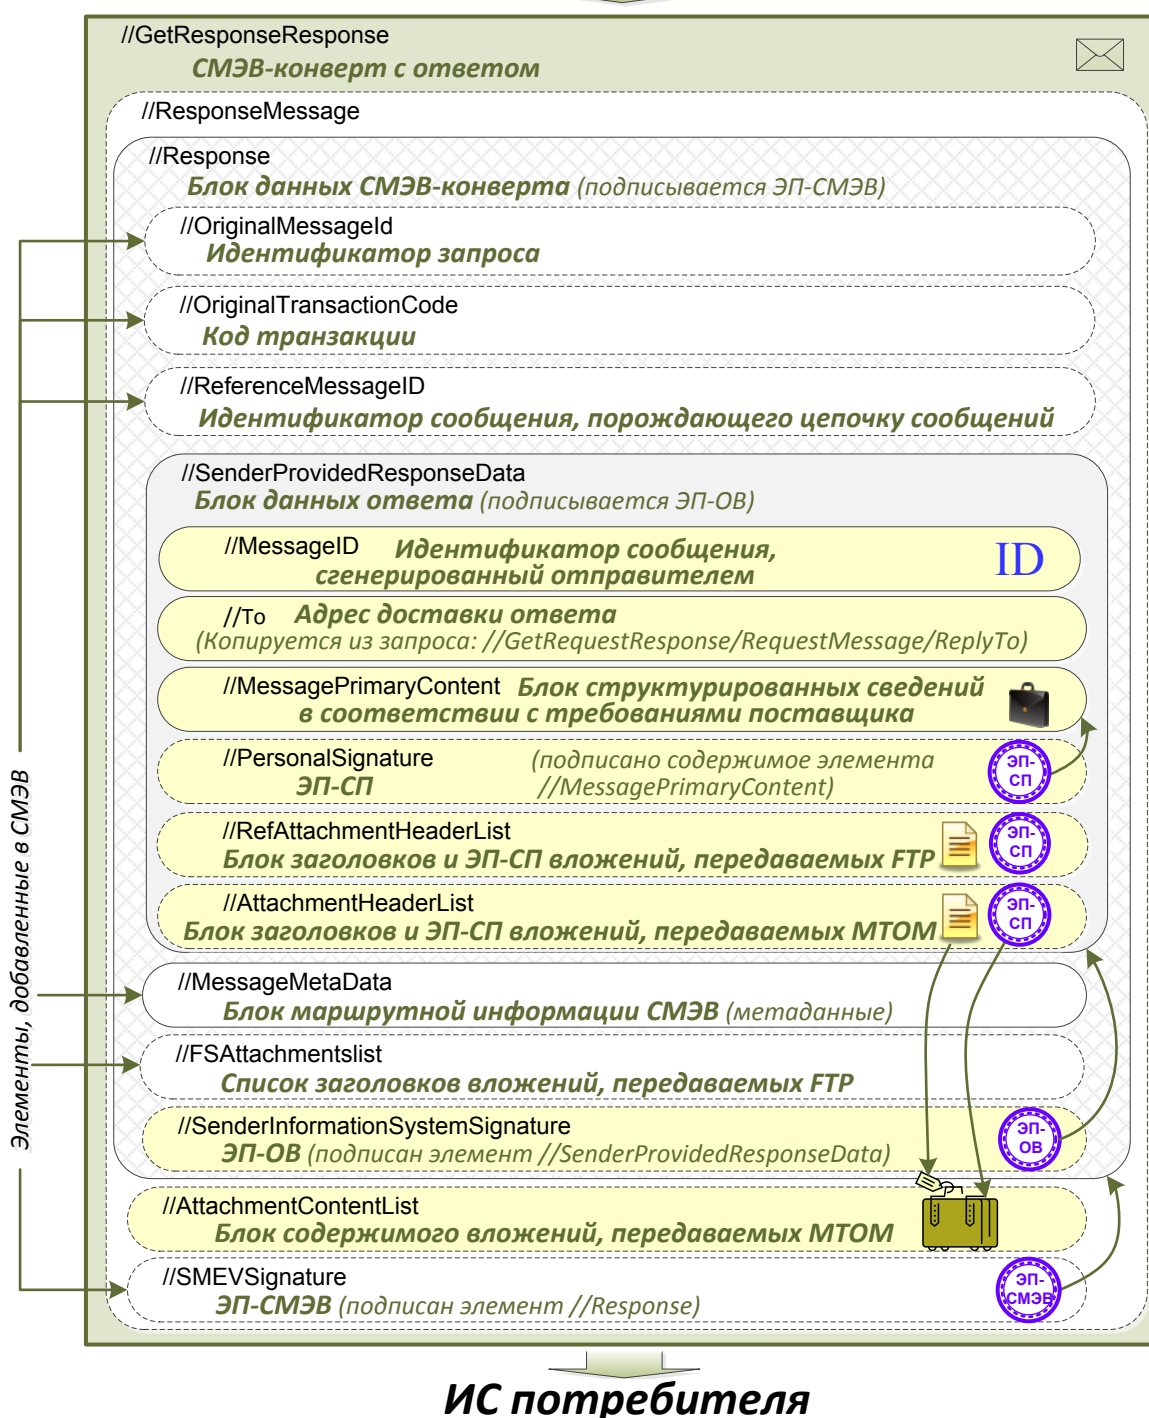 //GetResponseResponse
СМЭВ-конверт с ответом
//ResponseMessage
//Response
Блок данных СМЭВ-конверта (подписывается ЭП-СМЭВ)
//OriginalMessageId
Идентификатор запроса
//OriginalTransactionCode
Код транзакции
//ReferenceMessageID
Идентификатор сообщения, порождающего цепочку сообщений
//SenderProvidedResponseData
Блок данных ответа (подписывается ЭП-ОВ)
//MessageID Идентификатор сообщения,
сгенерированный отправителем
ID
//To Адрес доставки ответа
(Копируется из запроса: //GetRequestResponse/RequestMessage/ReplyTo)
//MessagePrimaryContent Блок структурированных сведений
в соответствии с требованиями поставщика
//PersonalSignature (подписано содержимое элемента
ЭП-СП //MessagePrimaryContent)
ЭП-
СП
//RefAttachmentHeaderList
Блок заголовков и ЭП-СП вложений, передаваемых FTP
ЭП-
СП
//AttachmentHeaderList
Блок заголовков и ЭП-СП вложений, передаваемых МТОМ
ЭП-
СП
//MessageMetaData
Блок маршрутной информации СМЭВ (метаданные)
//FSAttachmentslist
Список заголовков вложений, передаваемых FTP
//SenderInformationSystemSignature
ЭП-ОВ (подписан элемент //SenderProvidedResponseData)
ЭП-
ОВ
//AttachmentContentList
Блок содержимого вложений, передаваемых МТОМ
//SMEVSignature
ЭП-СМЭВ (подписан элемент //Response)
ЭП-
СМЭВ
Элементы, добавленные в СМЭВ
ИС потребителя